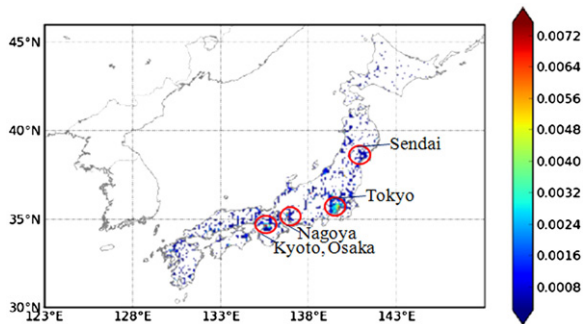 45°N
0.0072
0.0064
0.0056
40°N
Sendai
0.0048
0.0040
Tokyo
0.0032
35°N
Nagoya
0.0024
Kyoto, Osaka
0.0016
0.0008
30°N
123°E
128°E
133°E
138°E
143°E